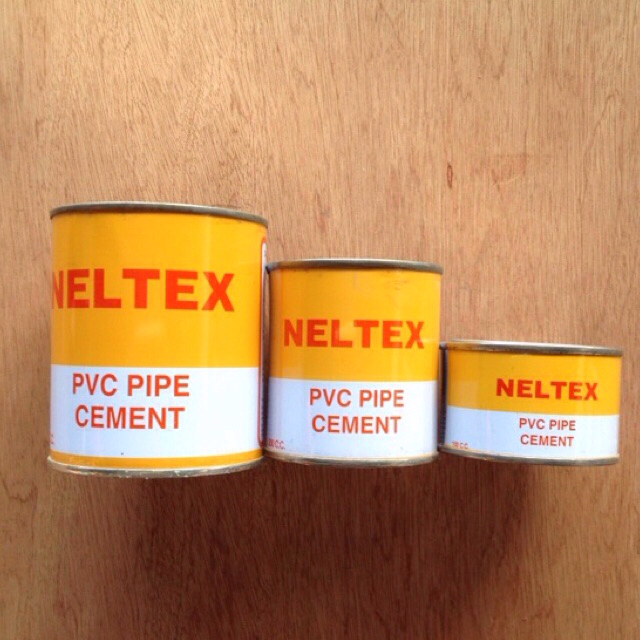 NELTEX
PVC PIPE
CEMENT
NELTEX
PVC PIPE
CEMENT
C.C.
NELTEX
PVC PIPE
CEMENT
C.C.